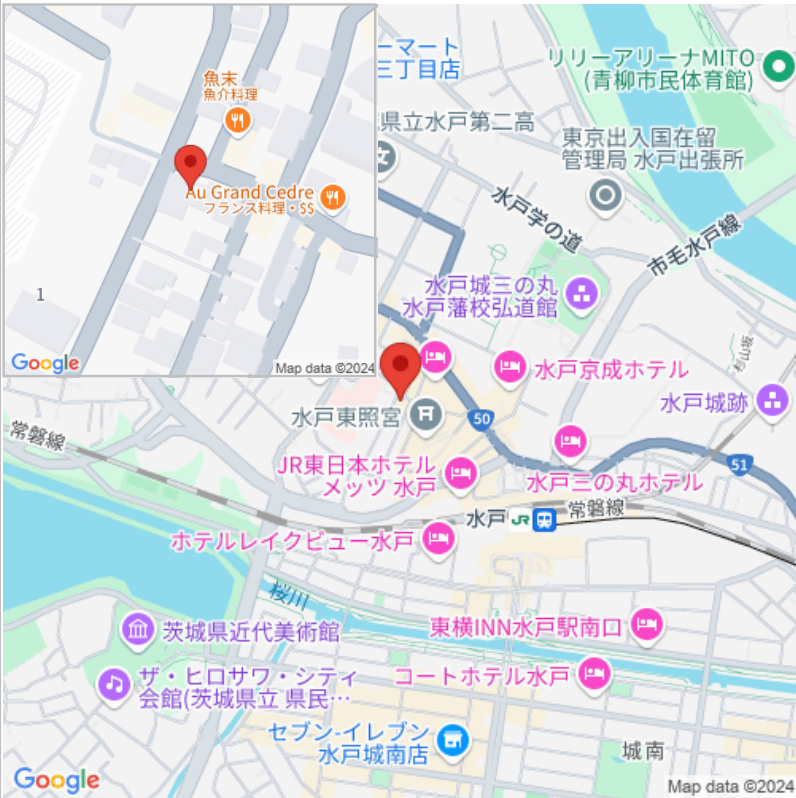 魚末
魚介料理
Au Grand Cedre
フランス料理・$$
1
Google
Map data ©2024
ーマート
三丁目店
リリーアリーナMITO
(青柳市民体育館)
県立水戸第二高
東京出入国在留
管理局 水戸出張所
水戸学の道
市毛水戸線
水戸城三の丸
水戸藩校弘道館
杉山坂
水戸京成ホテル
水戸城跡
水戸東照宮
50
常磐線
JR東日本ホテル
メッツ 水戸
水戸三の丸ホテル
51
水戸
JR
常磐線
ホテルレイクビュー水戸
桜川
茨城県近代美術館
東横INN水戸駅南口
ザ・ヒロサワ・シティ
会館(茨城県立 県民…
コートホテル水戸
セブン-イレブン
水戸城南店
城南
Google
Map data ©2024